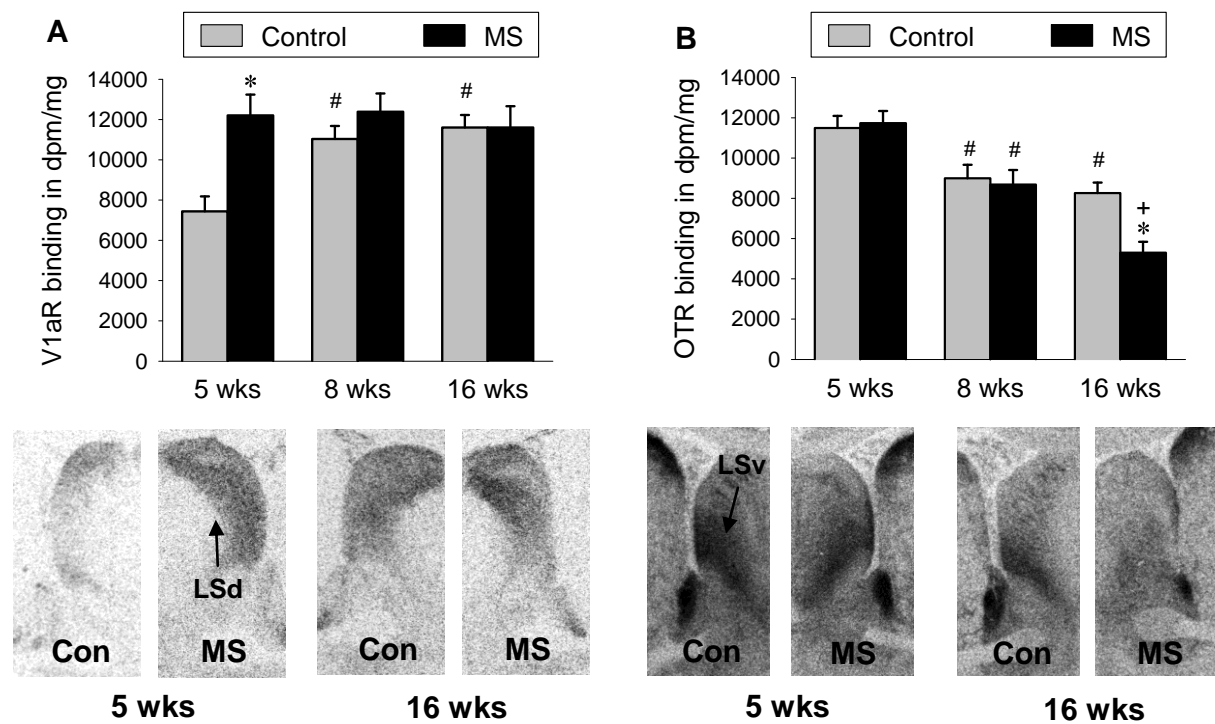 A
Control MS
V1aR binding in dpm/mg
14000
12000
10000
8000
6000
4000
2000
0
*
#
#
5 wks 8 wks 16 wks
LSd
Con MS Con MS
5 wks 16 wks
B
Control MS
OTR binding in dpm/mg
14000
12000
10000
8000
6000
4000
2000
0
# # #
+
*
5 wks 8 wks 16 wks
LSv
Con MS Con MS
5 wks 16 wks